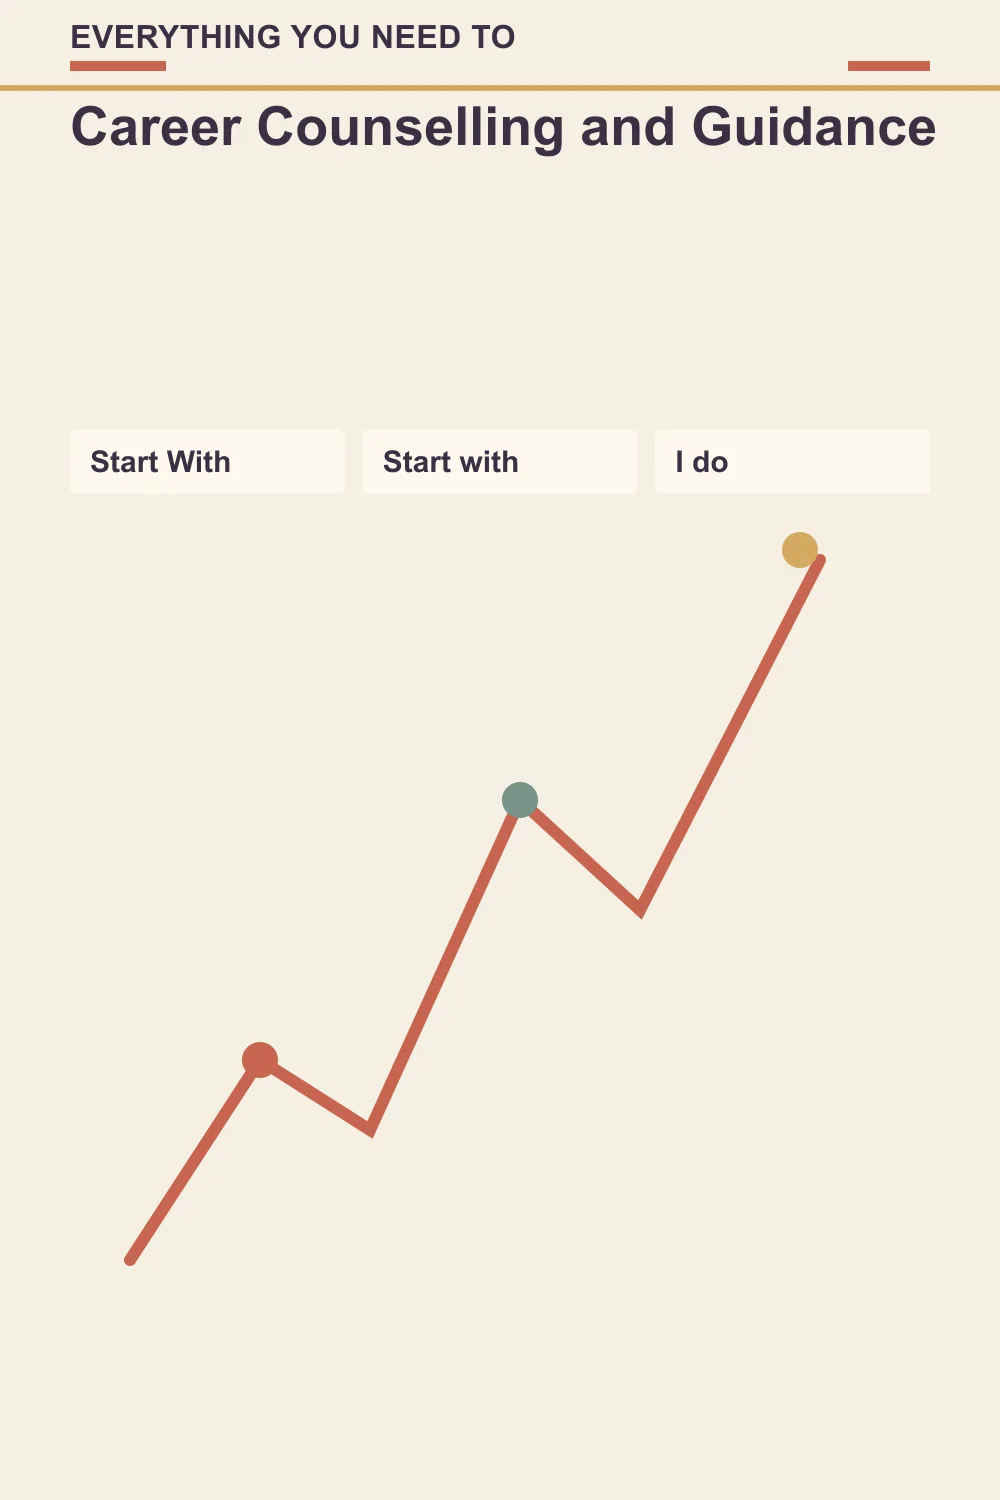 EVERYTHING YOU NEED TO
Career Counselling and Guidance
Start With
Start with
I do